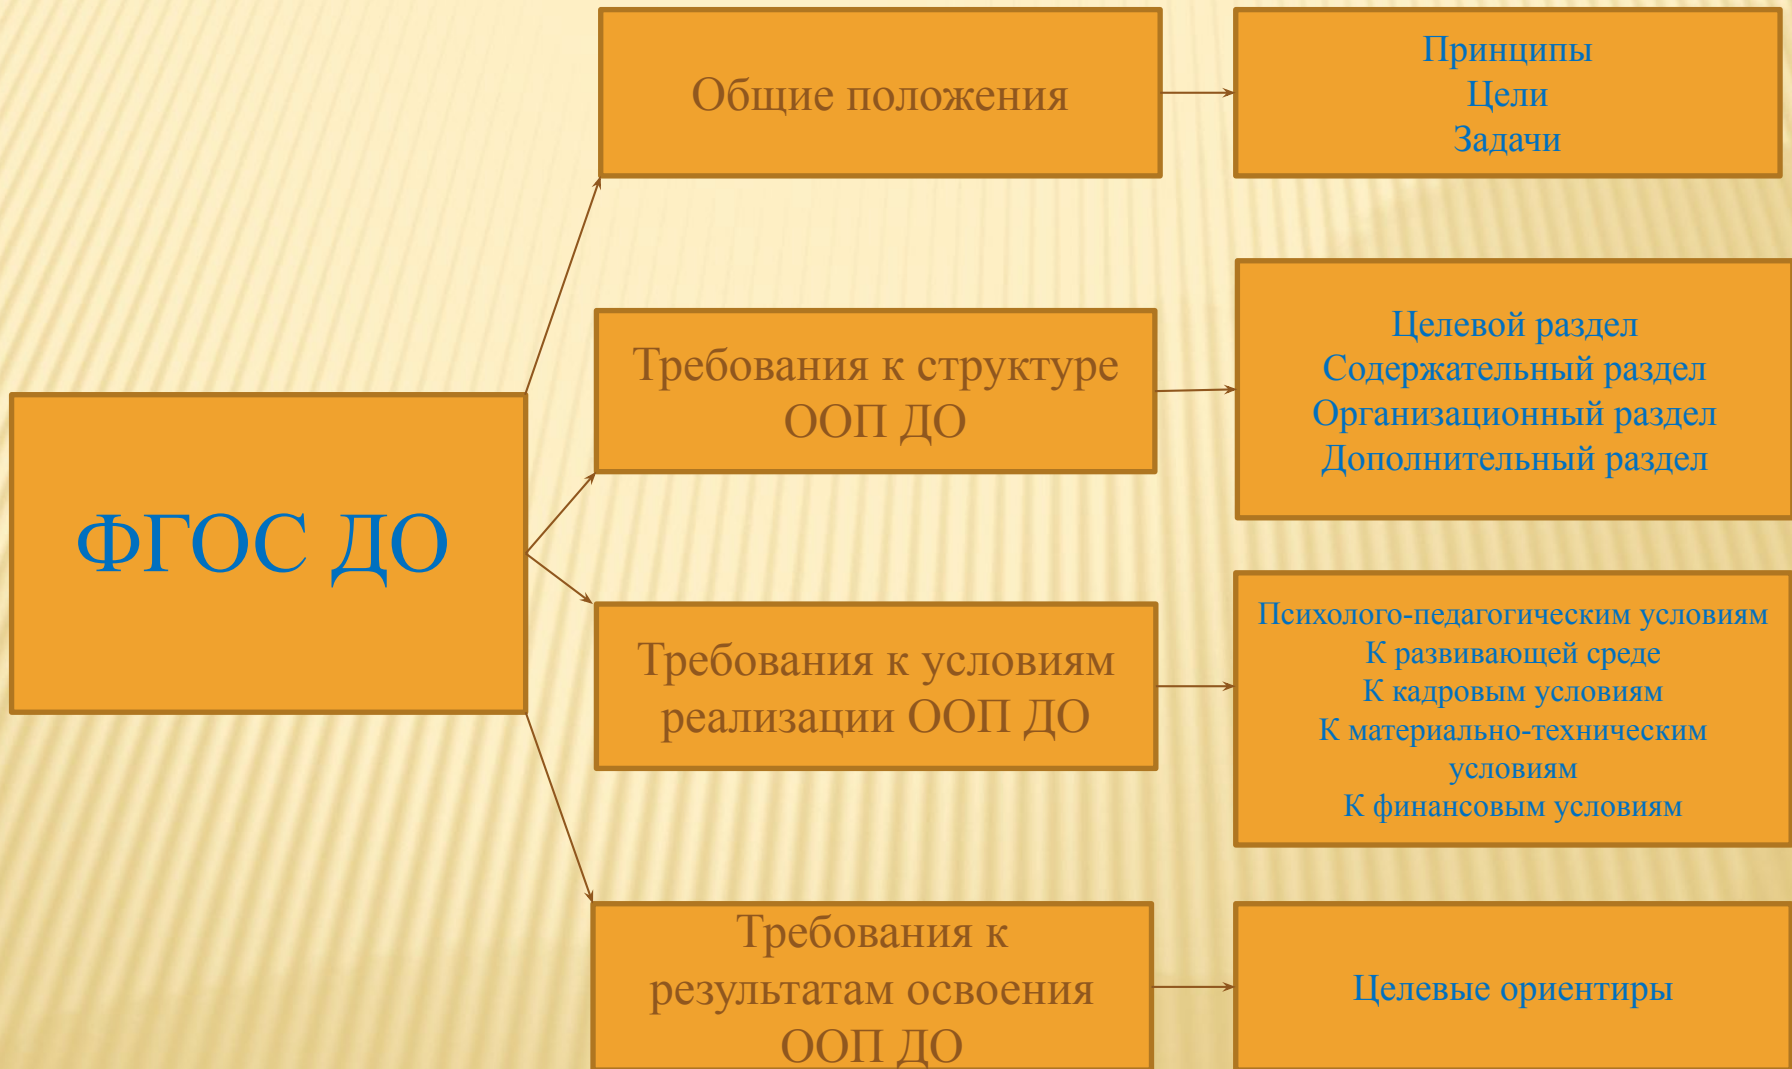 ФГОС ДО
Общие положения
Принципы
Цели
Задачи
Требования к структуре
ООП ДО
Целевой раздел
Содержательный раздел
Организационный раздел
Дополнительный раздел
Требования к условиям
реализации ООП ДО
Психолого-педагогическим условиям
К развивающей среде
К кадровым условиям
К материально-техническим
условиям
К финансовым условиям
Требования к
результатам освоения
ООП ДО
Целевые ориентиры